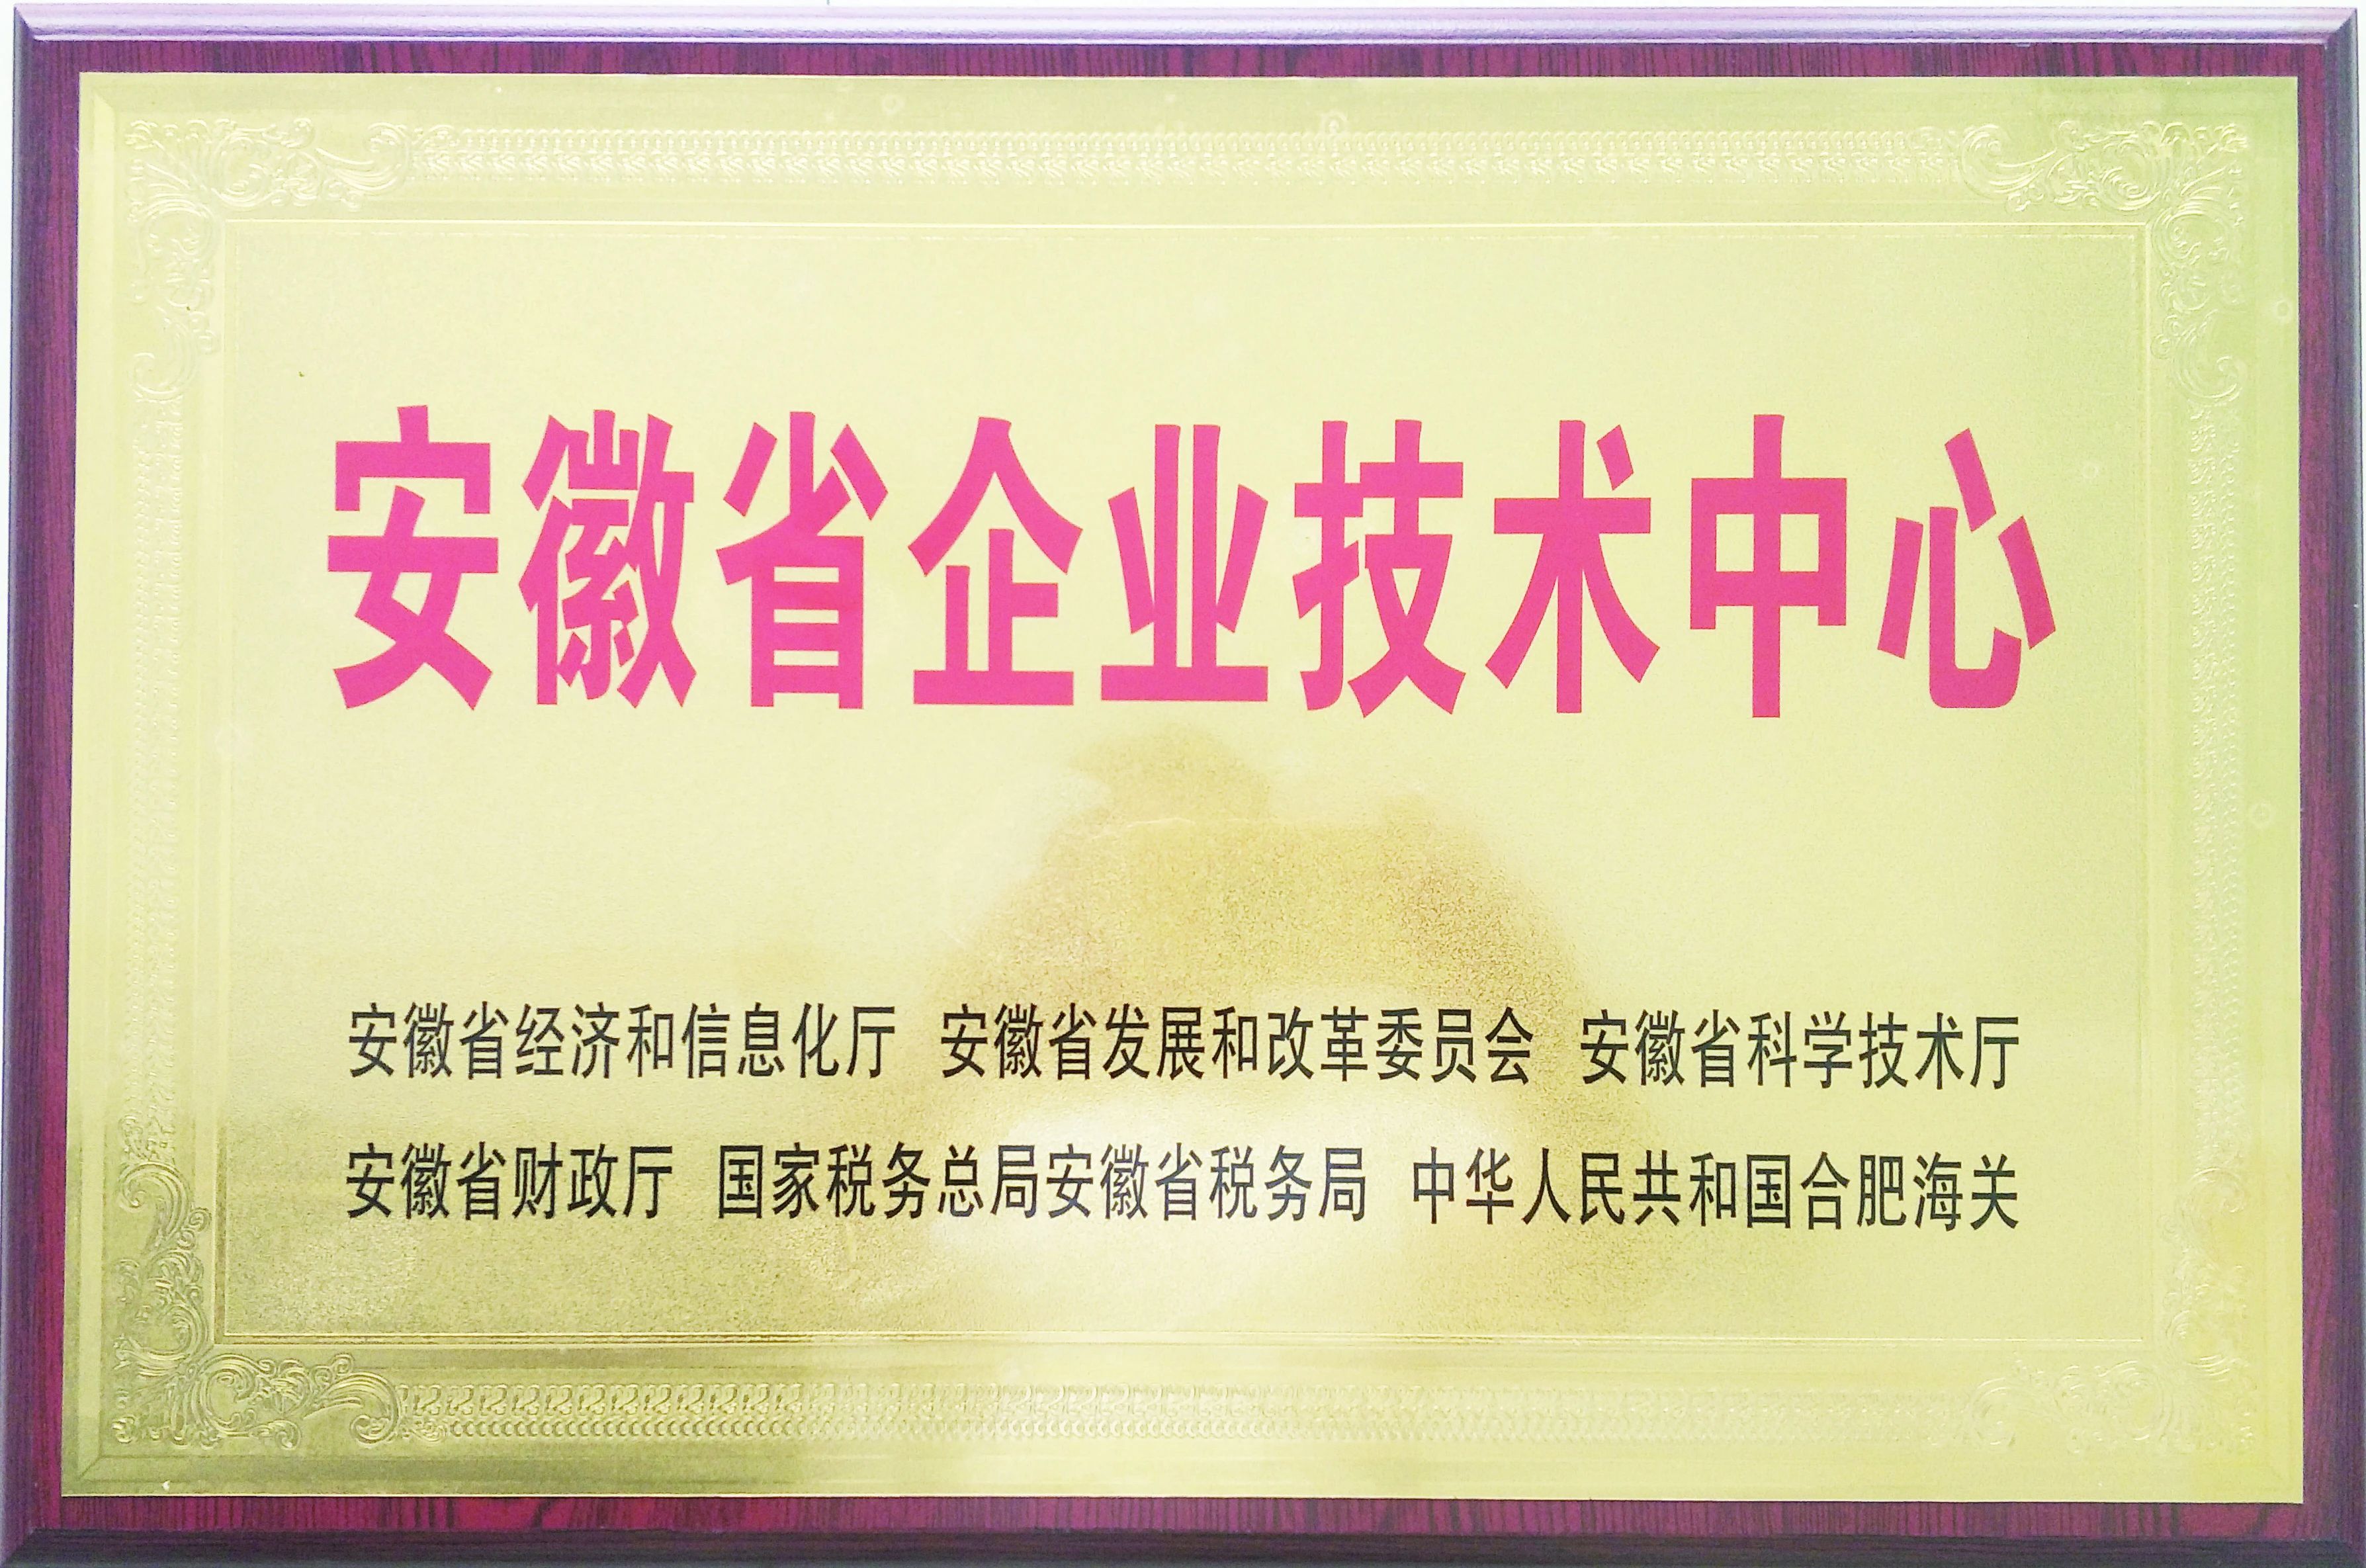 安徽省企业技术中心
安徽省经济和信息化厅 安徽省发展和改革委员会 安徽省科学技术厅
安徽省财政厅 国家税务总局安徽省税务局 中华人民共和国合肥海关